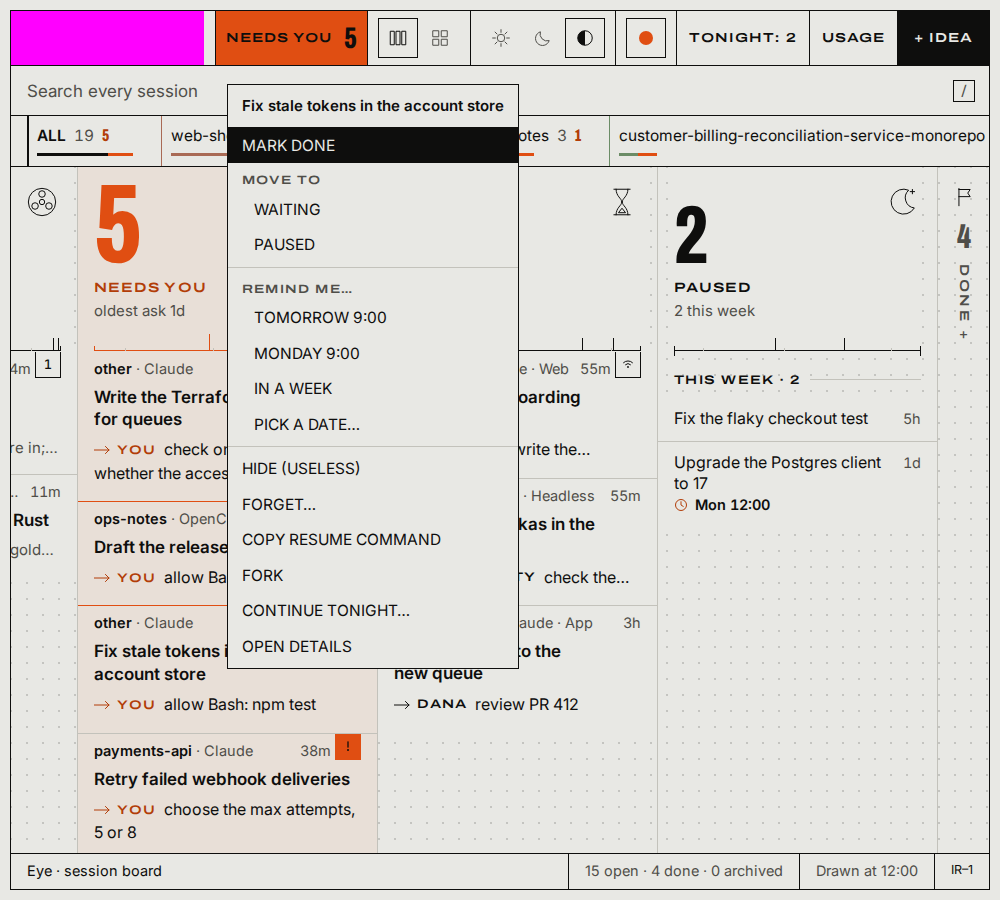 NEEDS YOU 5
TONIGHT: 2
USAGE
+ IDEA
Search every session
/
ALL 19 5
web-sh
otes 3 1
customer-billing-reconciliation-service-monorepo
Fix stale tokens in the account store
MARK DONE
MOVE TO
WAITING
PAUSED
REMIND ME...
TOMORROW 9:00
MONDAY 9:00
IN A WEEK
PICK A DATE...
HIDE (USELESS)
FORGET...
COPY RESUME COMMAND
FORK
CONTINUE TONIGHT...
OPEN DETAILS
4m 1
re in;...
.. 11m
Rust
gold...
5
NEEDS YOU
oldest ask 1d
other · Claude
Write the Terrafo
for queues
→ YOU check or
whether the acces
ops-notes · OpenC
Draft the release
→ YOU allow Ba
other · Claude
Fix stale tokens i
account store
→ YOU allow Bash: npm test
payments-api · Claude 38m !
Retry failed webhook deliveries
→ YOU choose the max attempts,
5 or 8
e · Web 55m
oarding
write the...
· Headless 55m
kas in the
TY check the...
aude · App 3h
to the
new queue
→ DANA review PR 412
2
PAUSED
2 this week
THIS WEEK · 2
Fix the flaky checkout test 5h
Upgrade the Postgres client 1d
to 17
Mon 12:00
4
DONE +
Eye · session board
15 open · 4 done · 0 archived
Drawn at 12:00
IR–1